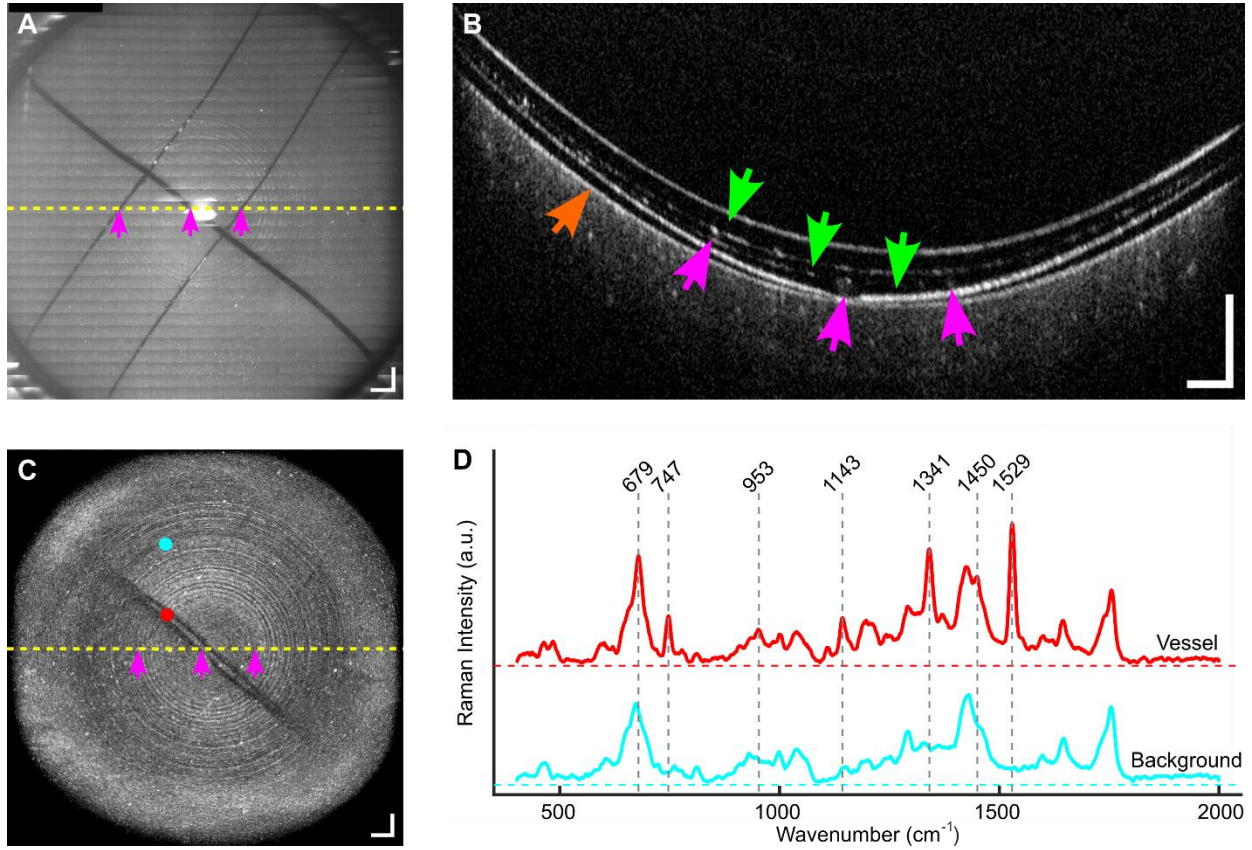 A
B
C
D
679
747
953
1143
1341
1450
1529
Raman Intensity (a.u.)
Vessel
Background
500
1000
1500
2000
Wavenumber (cm⁻¹)